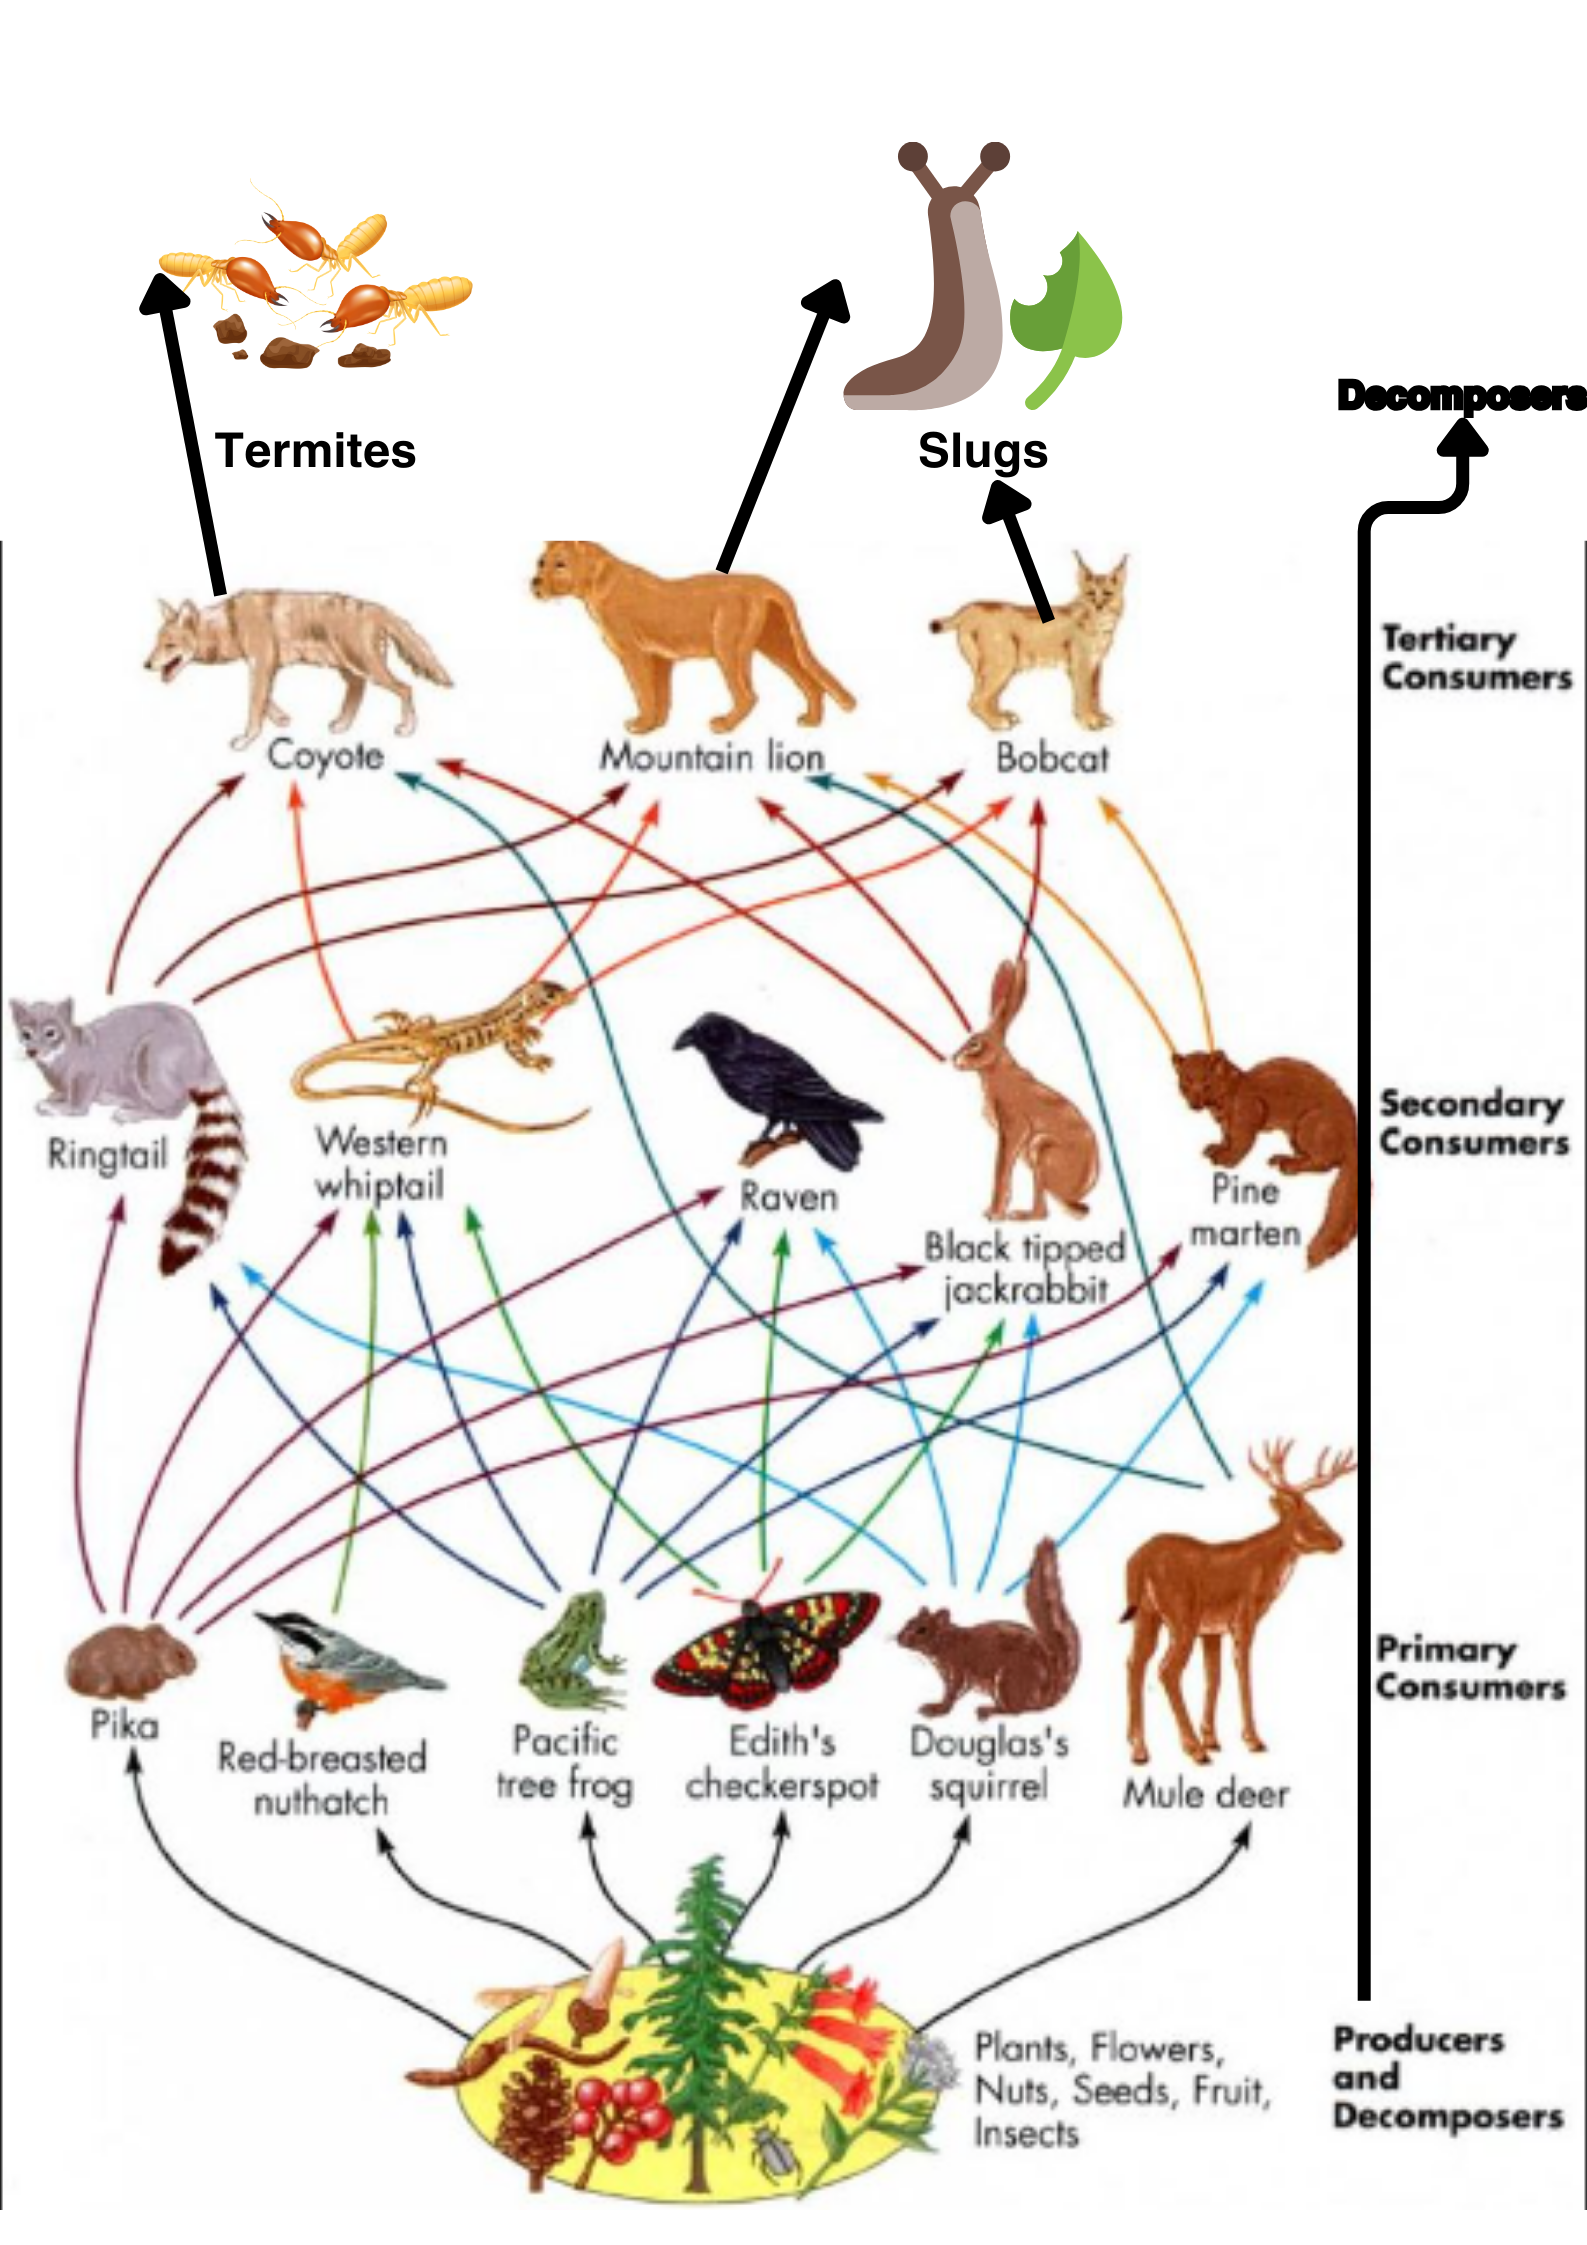 Decomposers
Termites
Slugs
Tertiary
Consumers
Coyote
Mountain lion
Bobcat
Secondary
Consumers
Ringtail
Western
whiptail
Raven
Black tipped
jackrabbit
Pine
marten
Primary
Consumers
Pika
Red-breasted
nuthatch
Pacific
tree frog
Edith's
checkerspot
Douglas's
squirrel
Mule deer
Plants, Flowers,
Nuts, Seeds, Fruit,
Insects
Producers
and
Decomposers